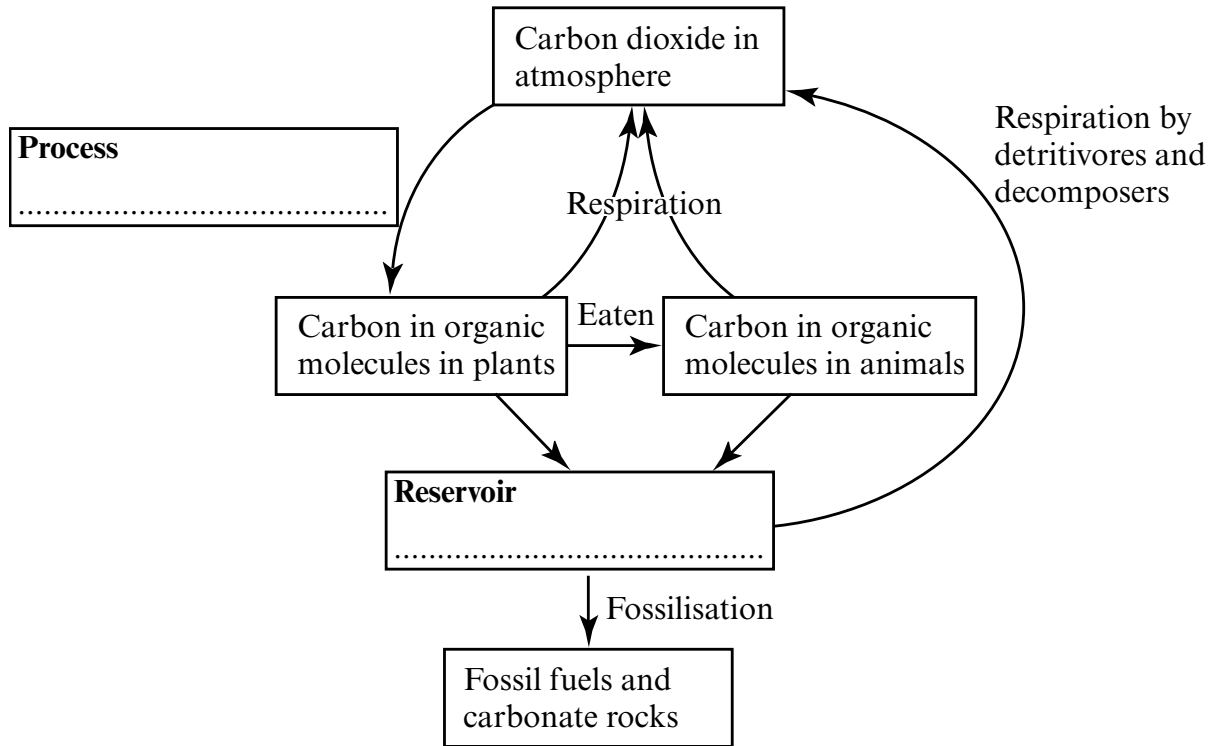 Carbon dioxide in
atmosphere
Process
................................................
Respiration by
detritivores and
decomposers
Respiration
Carbon in organic
molecules in plants
Eaten
Carbon in organic
molecules in animals
Reservoir
................................................
Fossilisation
Fossil fuels and
carbonate rocks